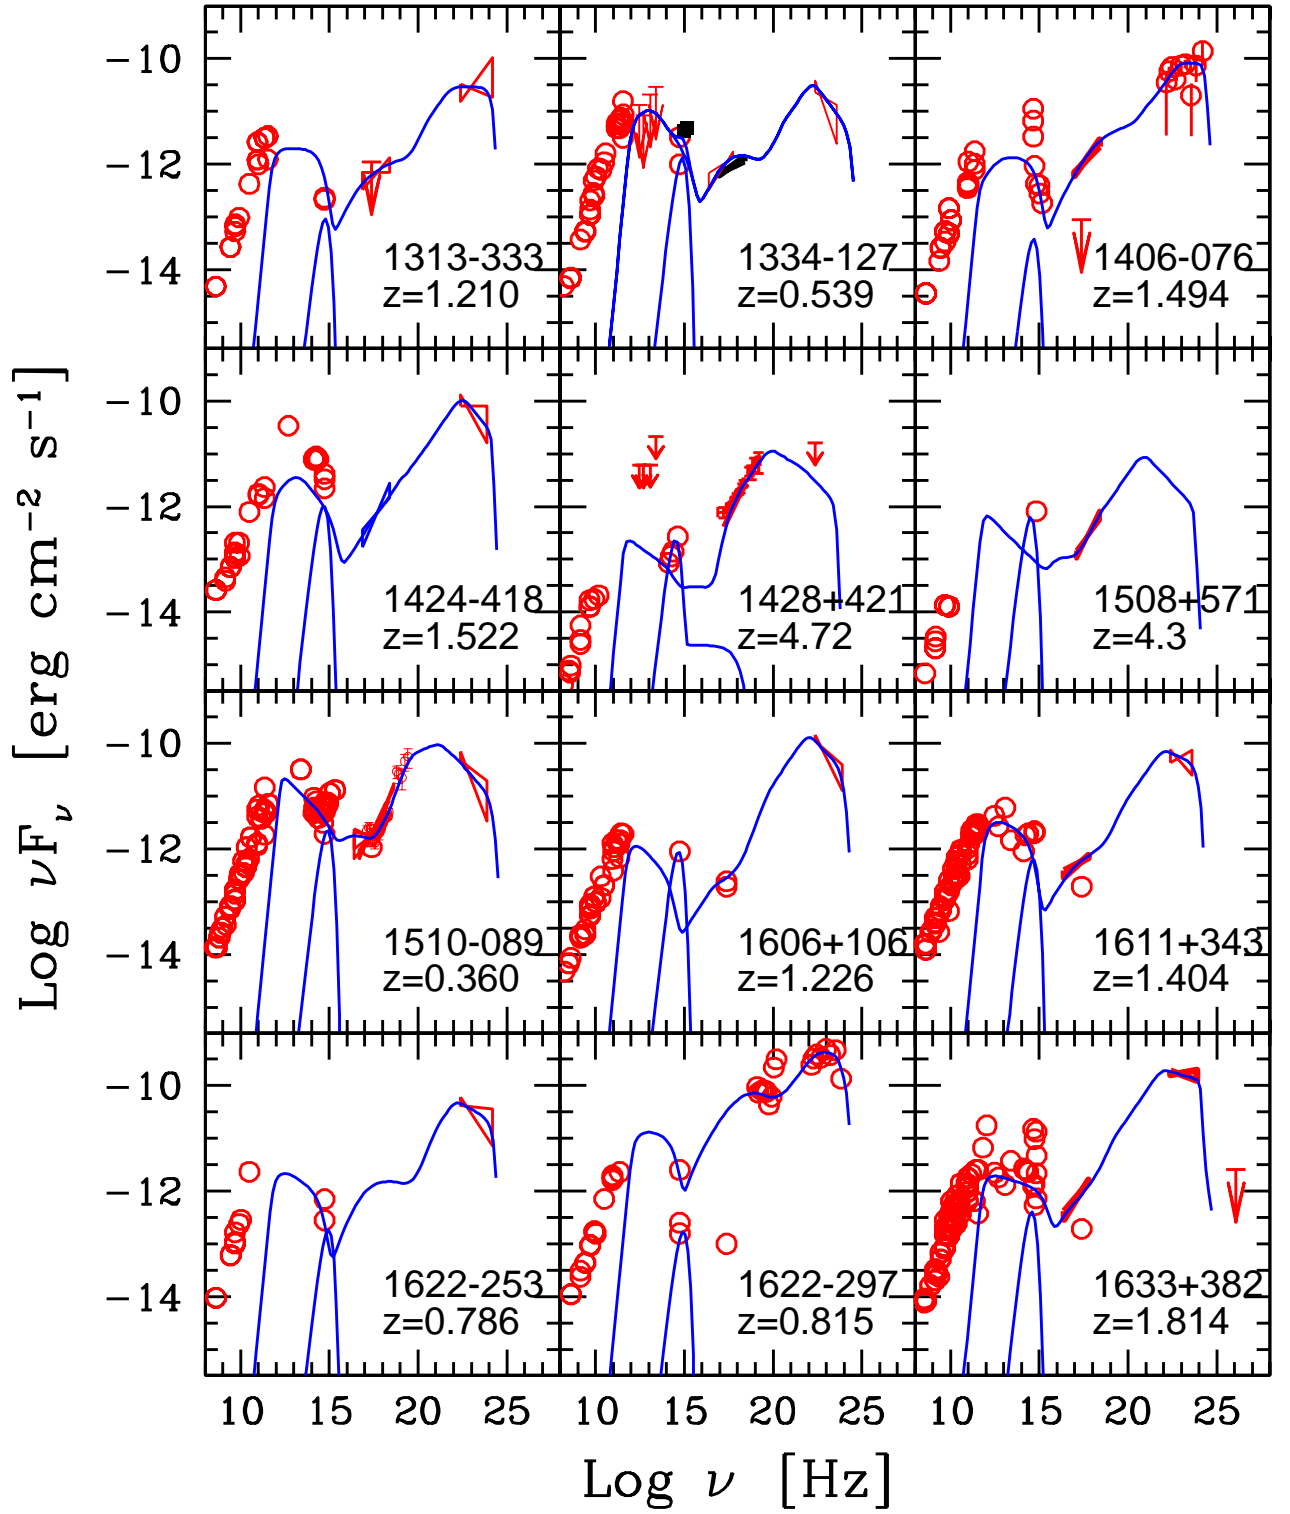 Log νFν [erg cm−2 s−1]
−10
−12
−14
1313-333
z=1.210
1334-127
z=0.539
1406-076
z=1.494
−10
−12
−14
1424-418
z=1.522
1428+421
z=4.72
1508+571
z=4.3
−10
−12
−14
1510-089
z=0.360
1606+106
z=1.226
1611+343
z=1.404
−10
−12
−14
1622-253
z=0.786
1622-297
z=0.815
1633+382
z=1.814
10 15 20 25 10 15 20 25 10 15 20 25
Log ν [Hz]